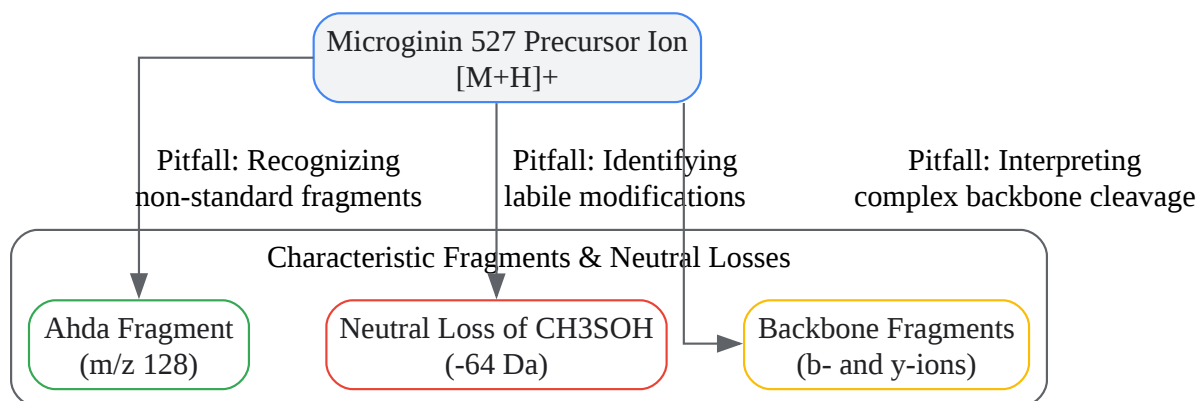 Microginin 527 Precursor Ion
[M+H]+
Pitfall: Recognizing
non-standard fragments
Pitfall: Identifying
labile modifications
Pitfall: Interpreting
complex backbone cleavage
Characteristic Fragments & Neutral Losses
Ahda Fragment
(m/z 128)
Neutral Loss of CH3SOH
(-64 Da)
Backbone Fragments
(b- and y-ions)